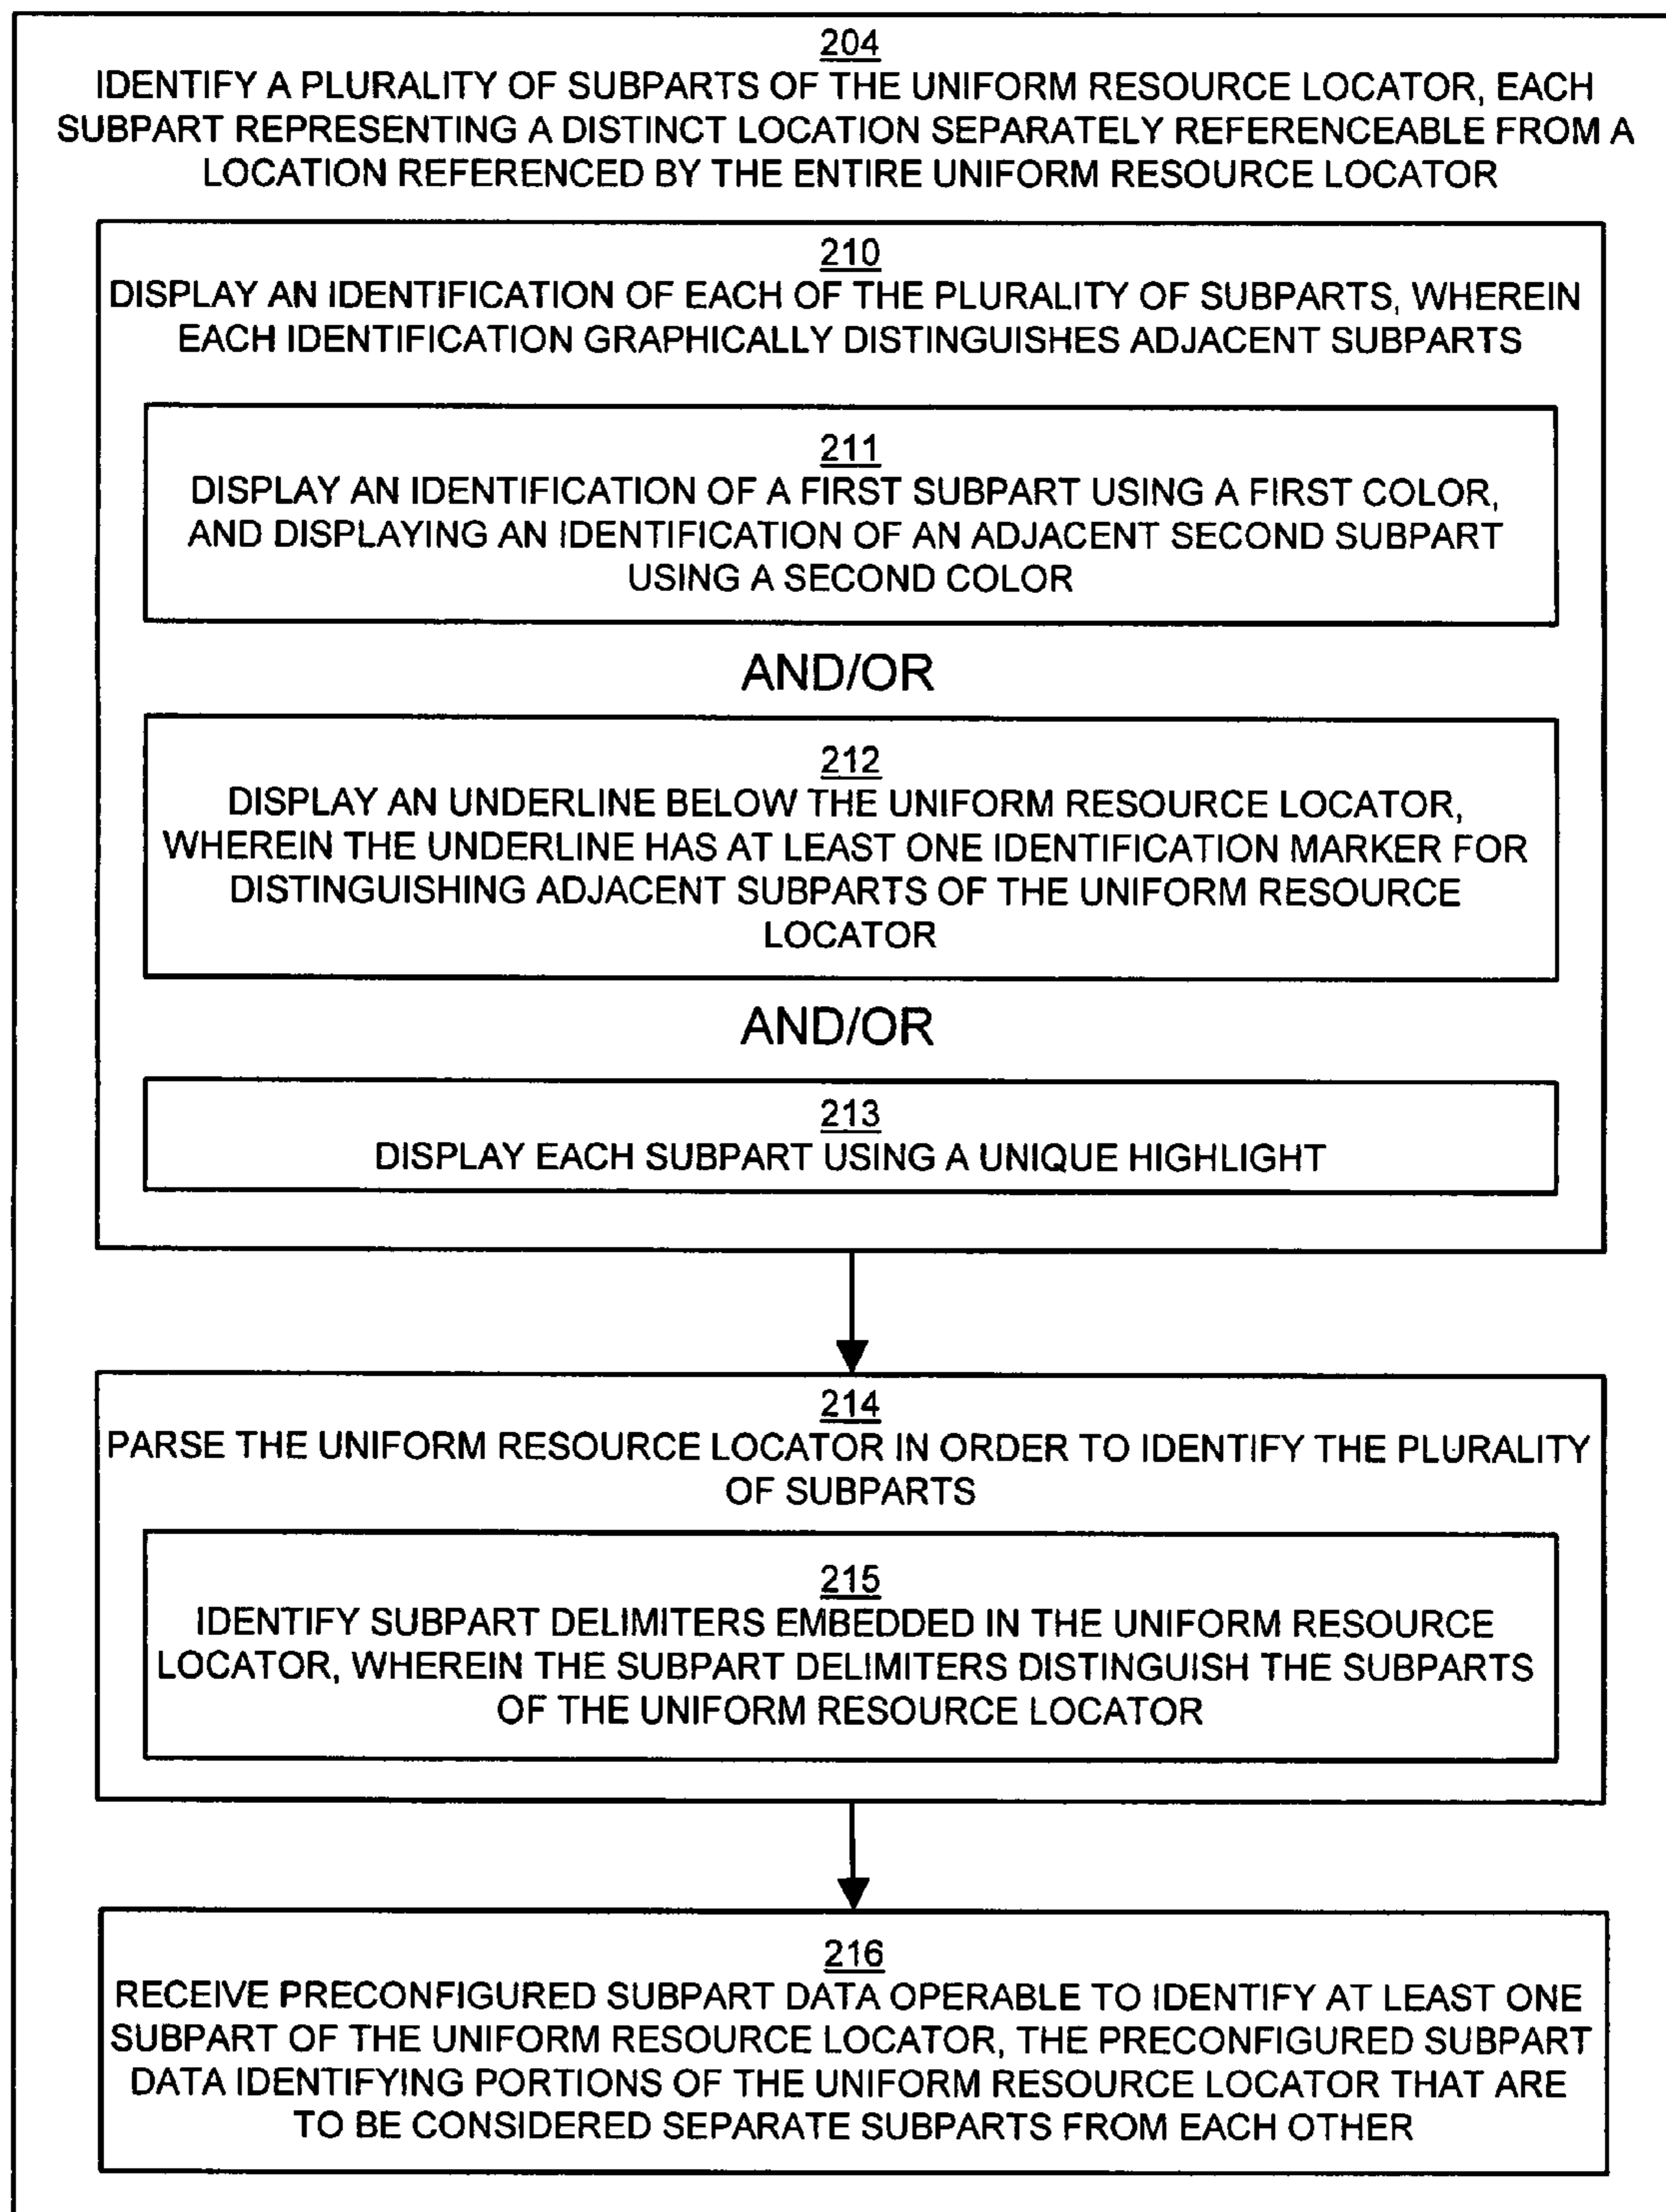 204
IDENTIFY A PLURALITY OF SUBPARTS OF THE UNIFORM RESOURCE LOCATOR, EACH
SUBPART REPRESENTING A DISTINCT LOCATION SEPARATELY REFERENCEABLE FROM A
LOCATION REFERENCED BY THE ENTIRE UNIFORM RESOURCE LOCATOR
210
DISPLAY AN IDENTIFICATION OF EACH OF THE PLURALITY OF SUBPARTS, WHEREIN
EACH IDENTIFICATION GRAPHICALLY DISTINGUISHES ADJACENT SUBPARTS
211
DISPLAY AN IDENTIFICATION OF A FIRST SUBPART USING A FIRST COLOR,
AND DISPLAYING AN IDENTIFICATION OF AN ADJACENT SECOND SUBPART
USING A SECOND COLOR
AND/OR
212
DISPLAY AN UNDERLINE BELOW THE UNIFORM RESOURCE LOCATOR,
WHEREIN THE UNDERLINE HAS AT LEAST ONE IDENTIFICATION MARKER FOR
DISTINGUISHING ADJACENT SUBPARTS OF THE UNIFORM RESOURCE
LOCATOR
AND/OR
213
DISPLAY EACH SUBPART USING A UNIQUE HIGHLIGHT
214
PARSE THE UNIFORM RESOURCE LOCATOR IN ORDER TO IDENTIFY THE PLURALITY
OF SUBPARTS
215
IDENTIFY SUBPART DELIMITERS EMBEDDED IN THE UNIFORM RESOURCE
LOCATOR, WHEREIN THE SUBPART DELIMITERS DISTINGUISH THE SUBPARTS
OF THE UNIFORM RESOURCE LOCATOR
216
RECEIVE PRECONFIGURED SUBPART DATA OPERABLE TO IDENTIFY AT LEAST ONE
SUBPART OF THE UNIFORM RESOURCE LOCATOR, THE PRECONFIGURED SUBPART
DATA IDENTIFYING PORTIONS OF THE UNIFORM RESOURCE LOCATOR THAT ARE
TO BE CONSIDERED SEPARATE SUBPARTS FROM EACH OTHER